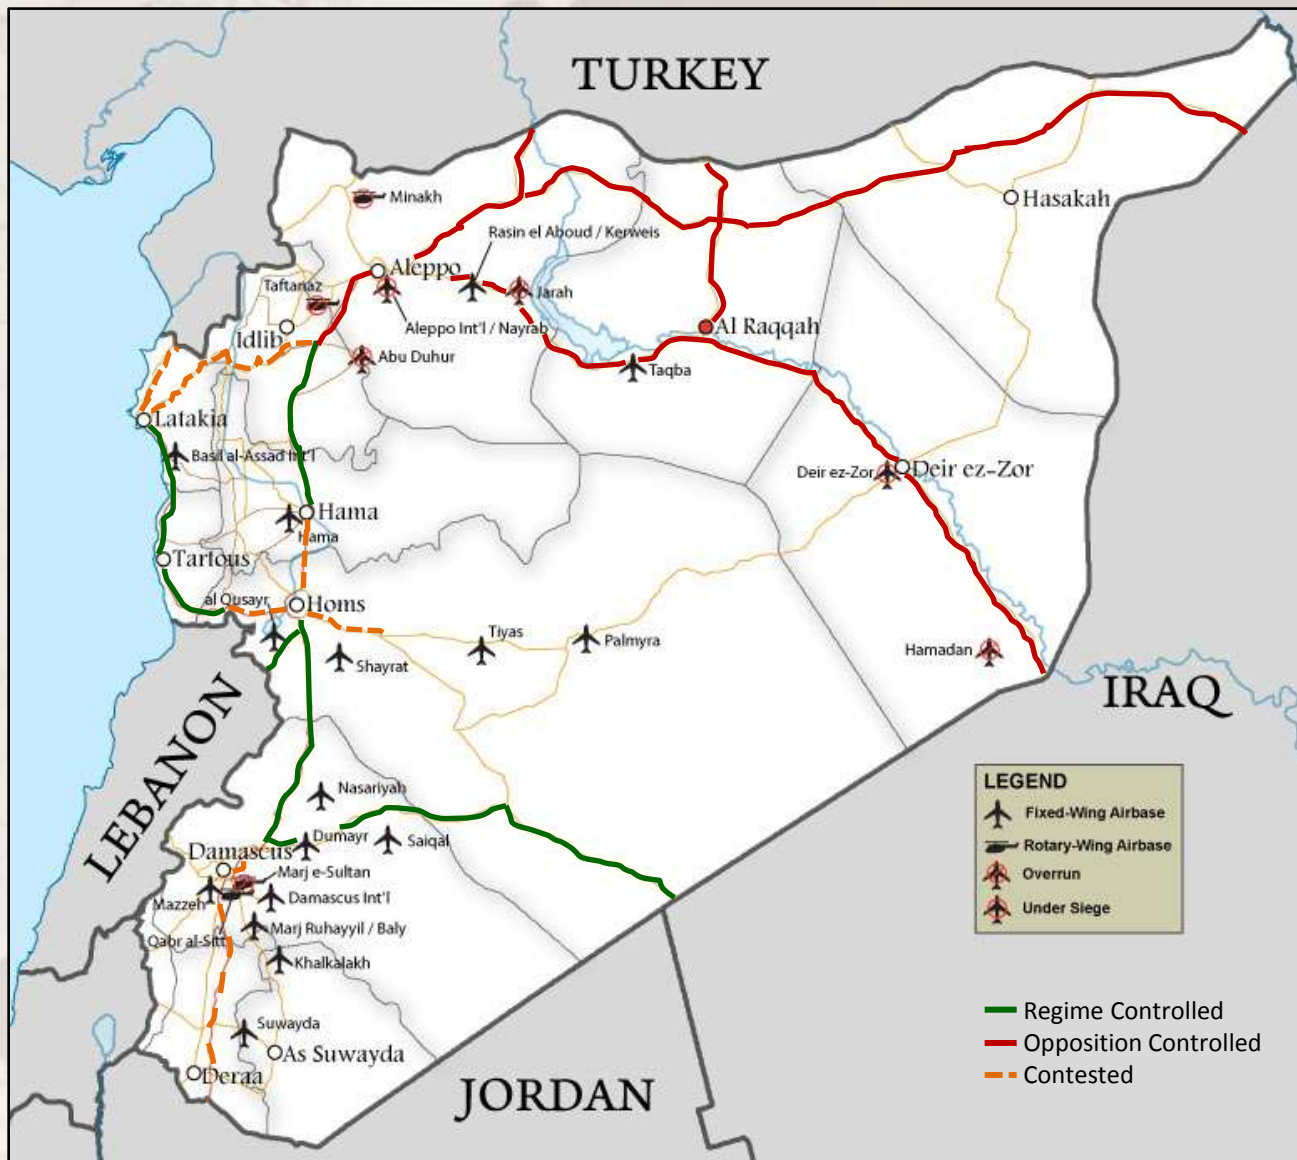 TURKEY
Minakh
Hasakah
Rasin el Aboud / Kerweis
Aleppo
Taftanaz
Jarah
Aleppo Int'l / Nayrab
Al Raqqah
Idlib
Abu Duhur
Taqba
Latakia
Basil al-Assad Int'l
Deir ez-Zor
Deir ez-Zor
Hama
Hama
Tartous
al Qusayr
Homs
Tiyas
Palmyra
Shayrat
Hamadan
IRAQ
LEBANON
Nasariyah
Dumayr
Saiqal
Damascus
Marj e-Sultan
Mazzeh
Damascus Int'l
Qabr al-Sitt
Marj Ruhayyil / Baly
Khalkalakh
Suwayda
As Suwayda
Deraa
JORDAN
LEGEND
Fixed-Wing Airbase
Rotary-Wing Airbase
Overrun
Under Siege
Regime Controlled
Opposition Controlled
Contested